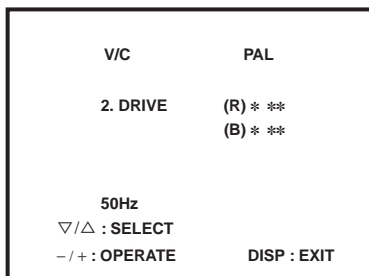 V/C PAL
2. DRIVE (R) * **
(B) * **
50Hz
▽/△ : SELECT
– / + : OPERATE DISP : EXIT